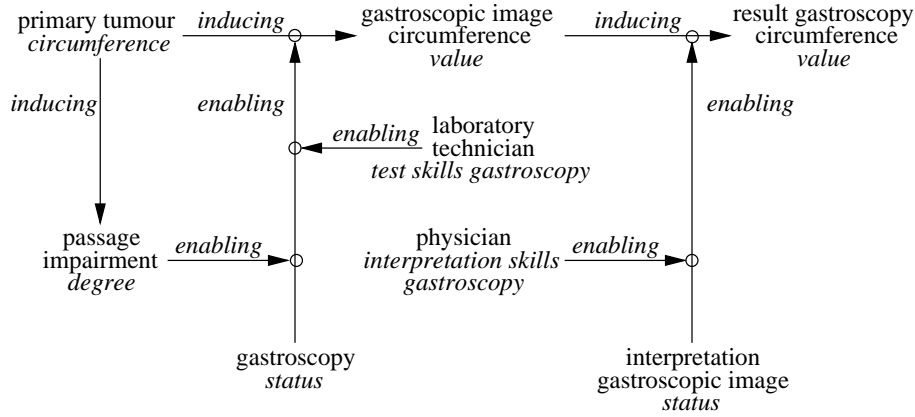 primary tumour
circumference
inducing
gastroscopic image
circumference
value
inducing
result gastroscopy
circumference
value
inducing
enabling
enabling
enabling
laboratory
technician
test skills gastroscopy
passage
impairment
degree
enabling
physician
interpretation skills
gastroscopy
enabling
gastroscopy
status
interpretation
gastroscopic image
status